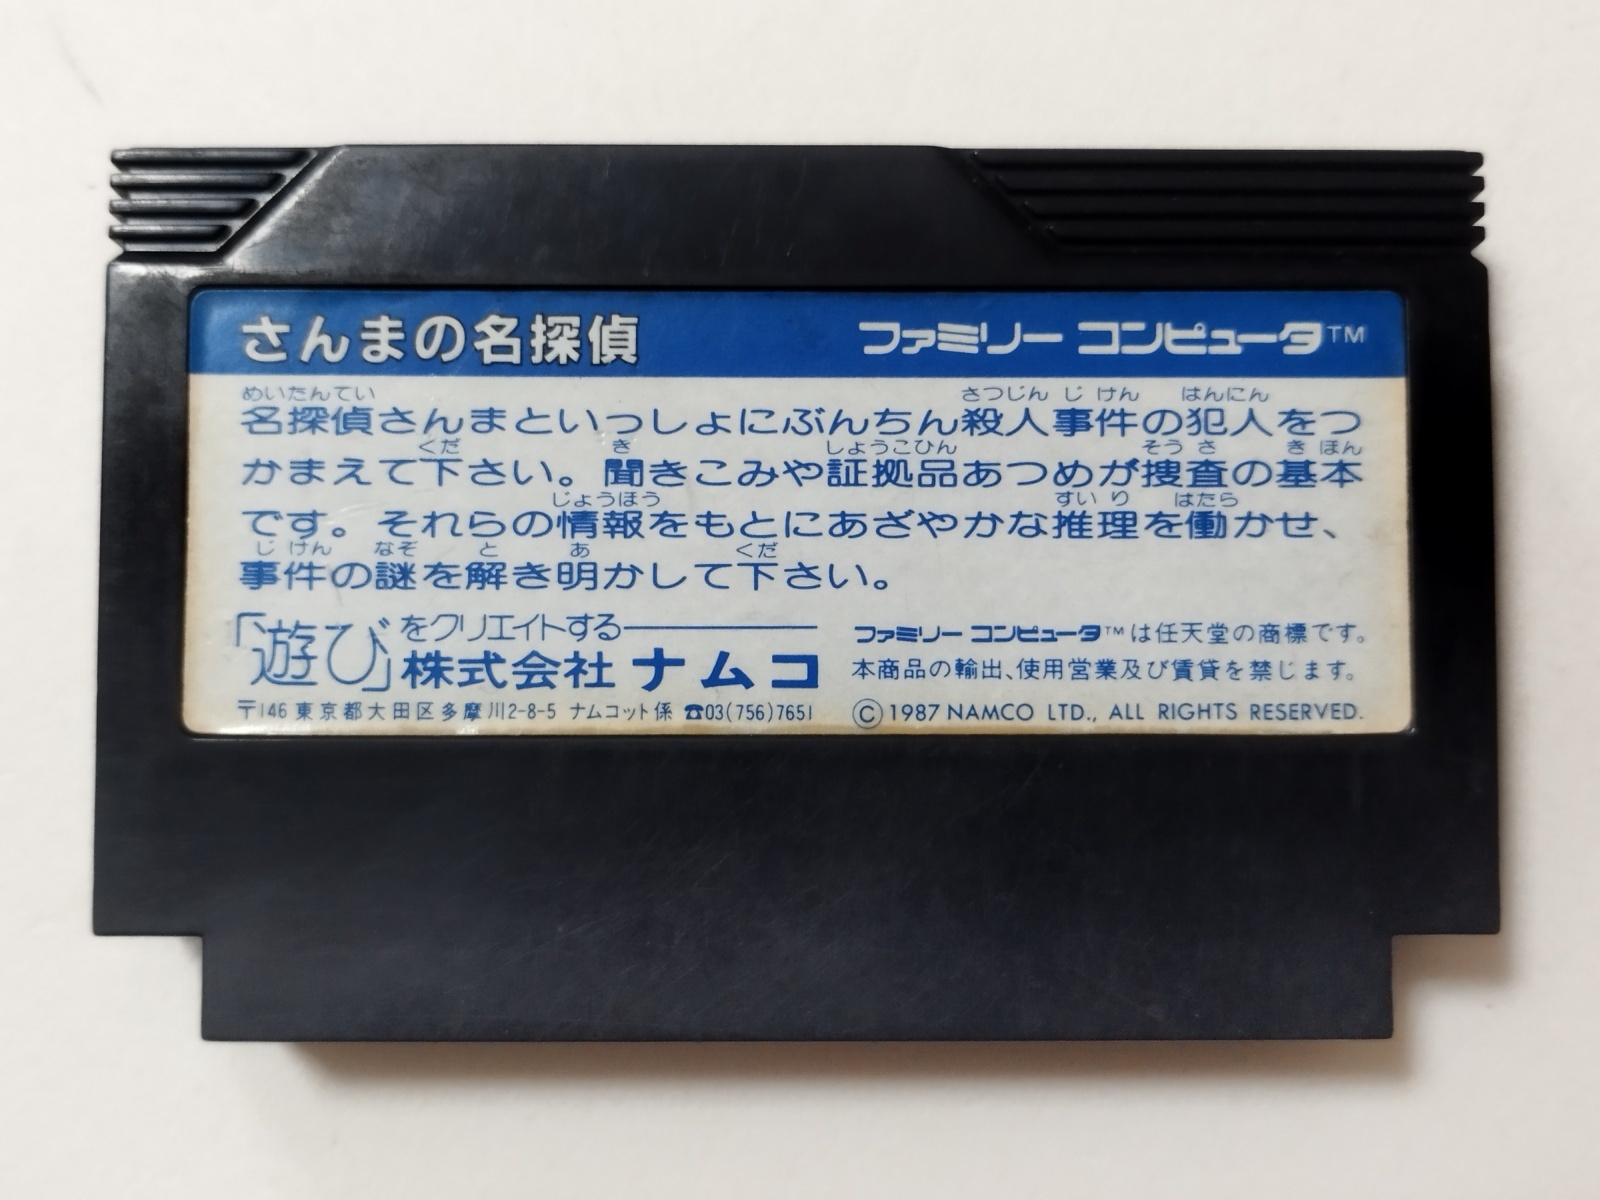 さんまの名探偵
ファミリー コンピュータ™
めいたんてい さつじん じ けん はんにん
名探偵さんまといっしょにぶんちん殺人事件の犯人をつ
くだ き しょうこひん そう さ き ほん
かまえて下さい。聞きこみや証拠品あつめが捜査の基本
じょうほう すい り はたら
です。それらの情報をもとにあざやかな推理を働かせ、
じ けん なぞ と あ くだ
事件の謎を解き明かして下さい。
「遊び」をクリエイトする
株式会社 ナムコ
〒146 東京都大田区多摩川2-8-5 ナムコット係 ☎03(756)7651
ファミリー コンピュータ™は任天堂の商標です。
本商品の輸出、使用営業及び賃貸を禁じます。
Ⓒ 1987 NAMCO LTD., ALL RIGHTS RESERVED.